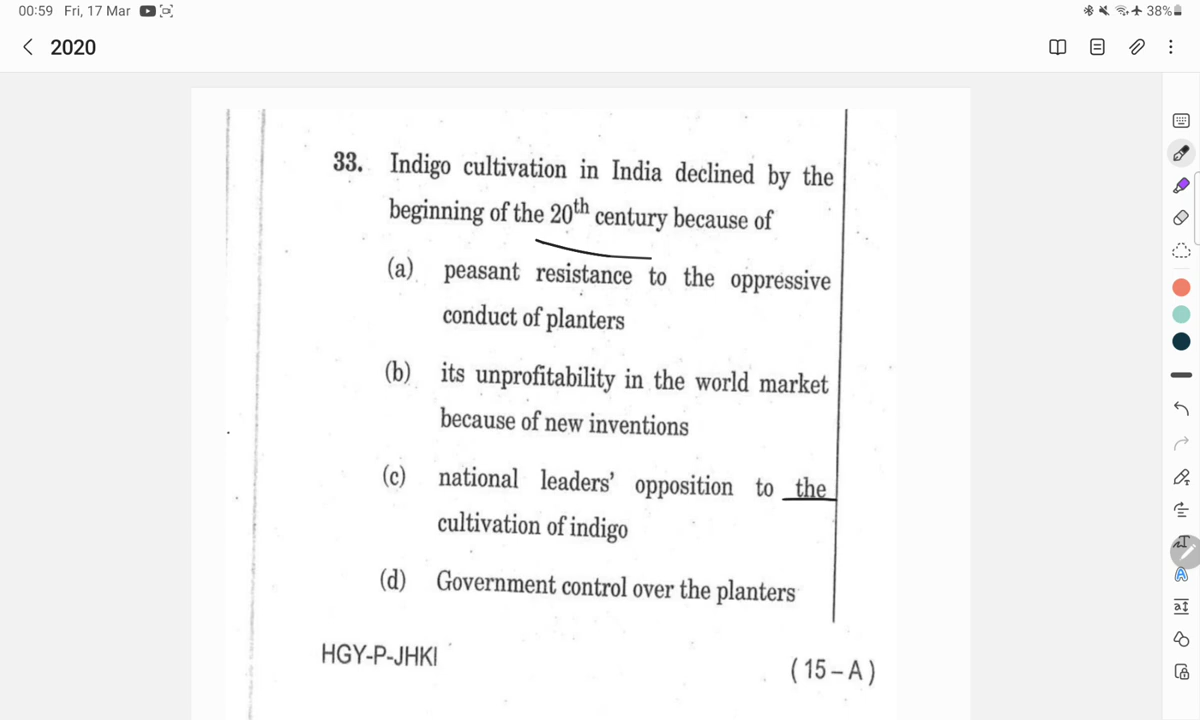 00:59 Fri, 17 Mar 38%
2020
33. Indigo cultivation in India declined by the
beginning of the 20th century because of
(a) peasant resistance to the oppressive
conduct of planters
(b) its unprofitability in the world market
because of new inventions
(c) national leaders' opposition to the
cultivation of indigo
(d) Government control over the planters
HGY-P-JHKI
( 15 – A )